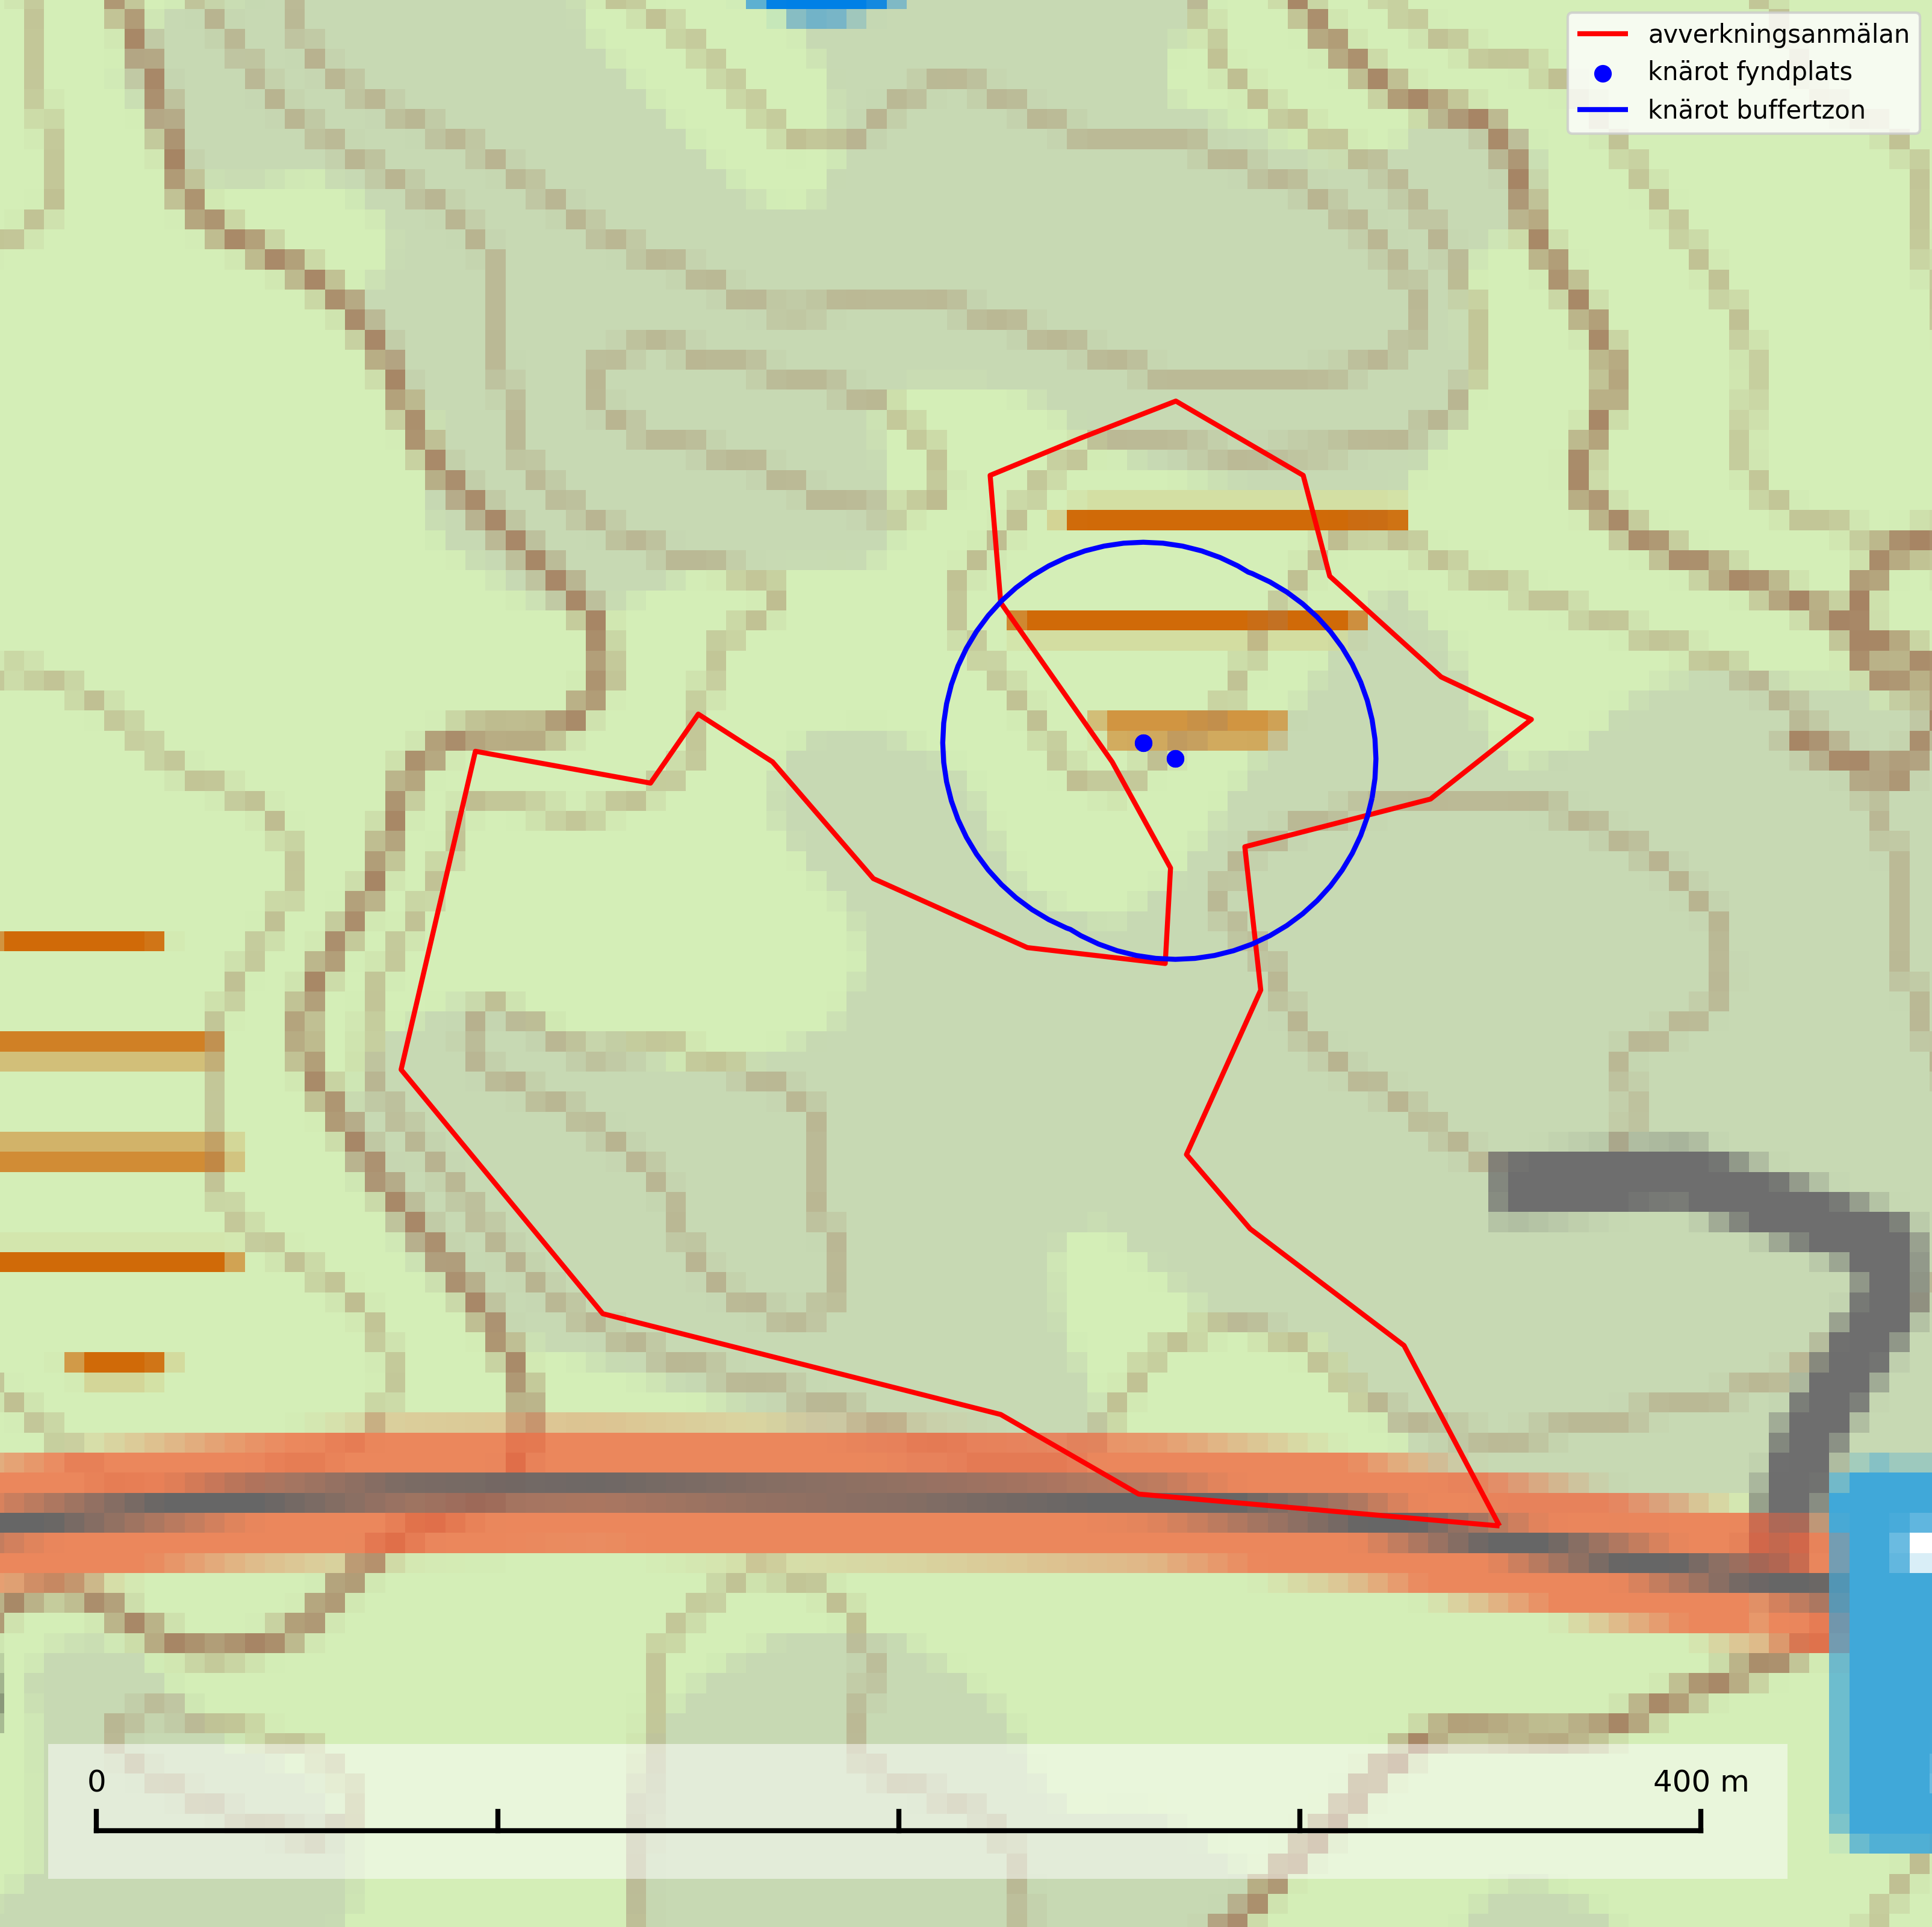 avverkningsanmälan
knärot fyndplats
knärot buffertzon
0
400 m